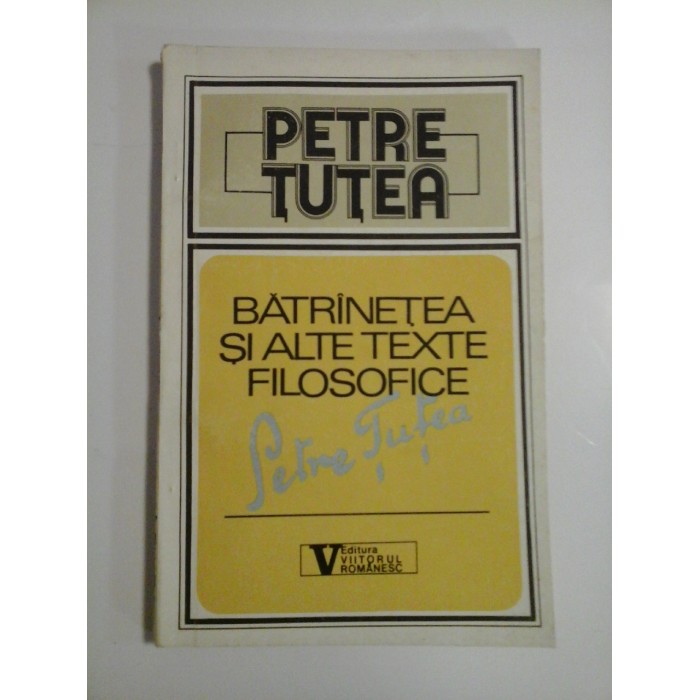 PETRE
ȚUȚEA
BĂTRÎNEȚEA
ȘI ALTE TEXTE
FILOSOFICE
Petre Țuțea
V Editura
VIITORUL
ROMÂNESC